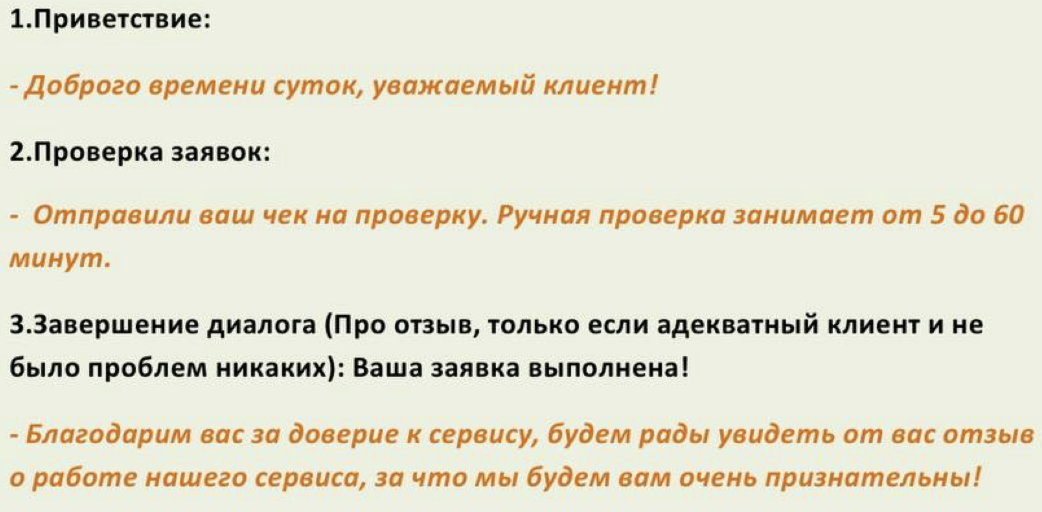 1.Приветствие:
- Доброго времени суток, уважаемый клиент!
2.Проверка заявок:
- Отправили ваш чек на проверку. Ручная проверка занимает от 5 до 60
минут.
3.Завершение диалога (Про отзыв, только если адекватный клиент и не
было проблем никаких): Ваша заявка выполнена!
- Благодарим вас за доверие к сервису, будем рады увидеть от вас отзыв
о работе нашего сервиса, за что мы будем вам очень признательны!